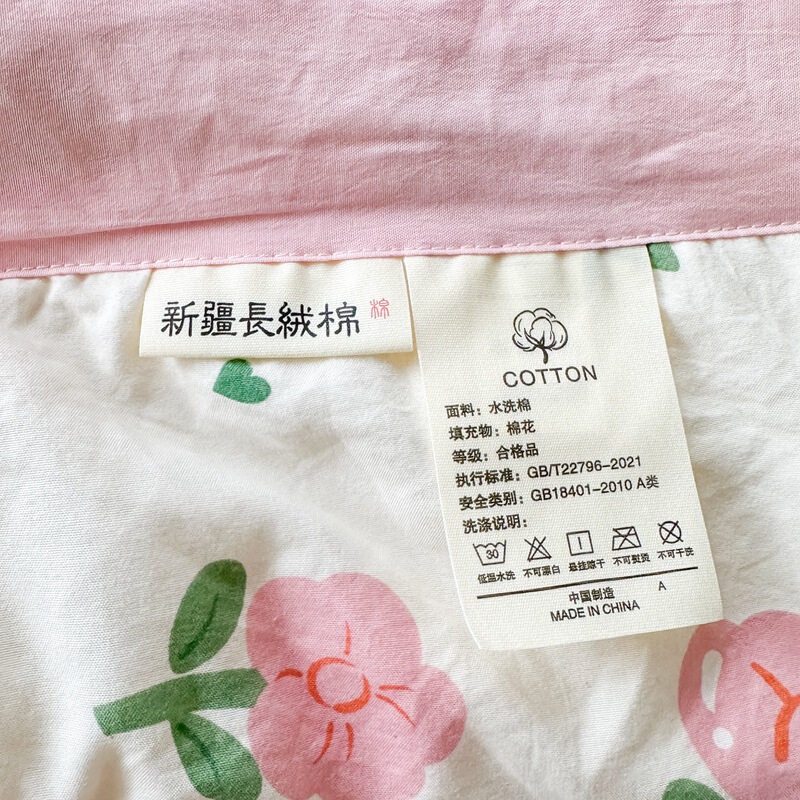 新疆長絨棉 棉
COTTON
面料：水洗棉
填充物：棉花
等级：合格品
执行标准：GB/T22796-2021
安全类别：GB18401-2010 A类
洗涤说明：
30
低温水洗 不可漂白 悬挂晾干 不可熨烫 不可干洗
中国制造 A
MADE IN CHINA